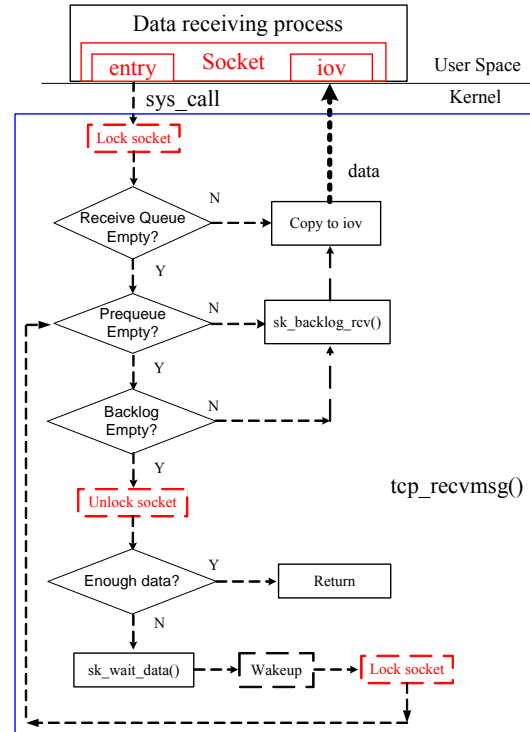 Data receiving process
Socket
entry
iov
User Space
sys_call
Kernel
Lock socket
data
N
Receive Queue
Empty?
Copy to iov
Y
Prequeue
Empty?
N
sk_backlog_rcv()
Y
Backlog
Empty?
N
Y
Unlock socket
tcp_recvmsg()
Enough data?
Y
Return
N
sk_wait_data()
Wakeup
Lock socket